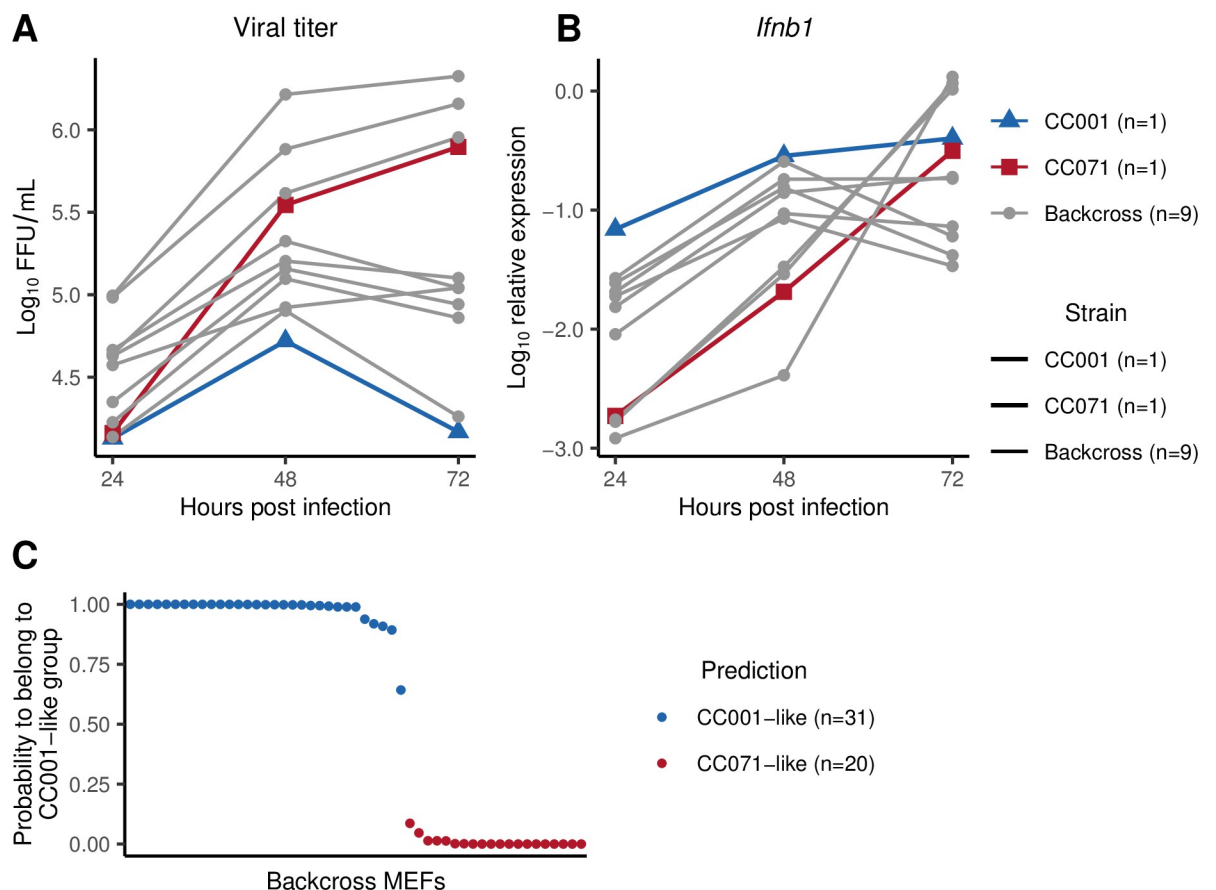 A
Viral titer
Log₁₀ FFU/mL
6.0
5.5
5.0
4.5
24
48
72
Hours post infection
B
Ifnb1
Log₁₀ relative expression
0.0
−1.0
−2.0
−3.0
24
48
72
Hours post infection
CC001 (n=1)
CC071 (n=1)
Backcross (n=9)
Strain
CC001 (n=1)
CC071 (n=1)
Backcross (n=9)
C
Probability to belong to
CC001−like group
1.00
0.75
0.50
0.25
0.00
Backcross MEFs
Prediction
CC001−like (n=31)
CC071−like (n=20)